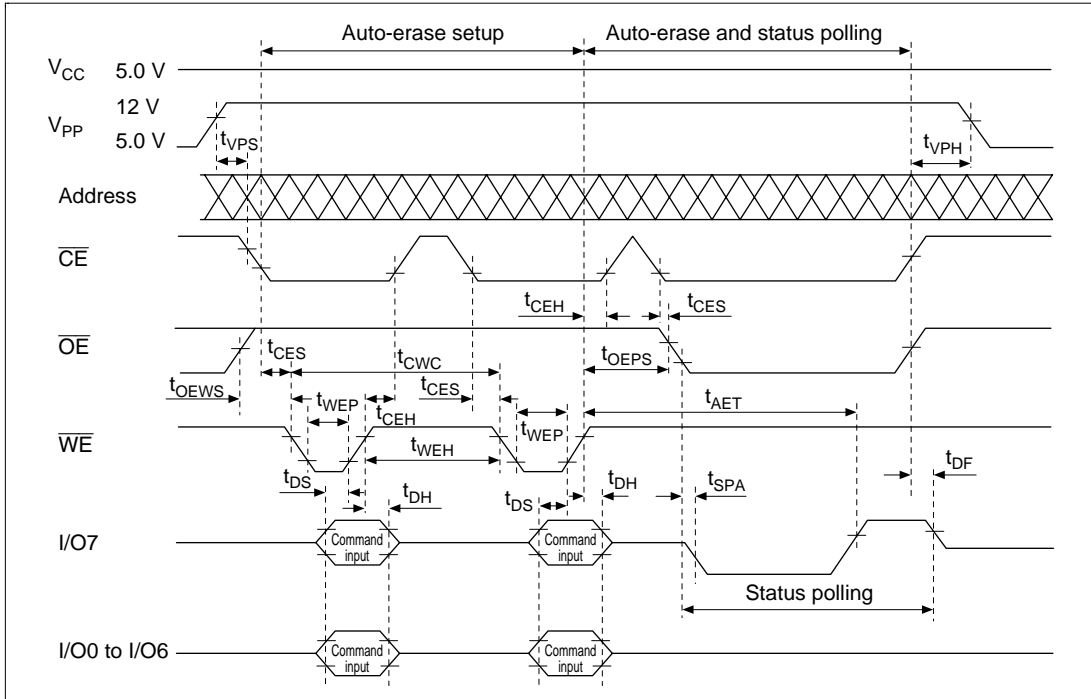 Auto-erase setup
Auto-erase and status polling
VCC 5.0 V
12 V
VPP
5.0 V
tVPS
tVPH
Address
CE
tCEH
tCES
OE
tCES
tCWC
tOEPS
tOEWS
tWEP
tCES
tAET
tCEH
tWEP
WE
tWEH
tDF
tDS
tDH
tDS
tDH
tSPA
I/O7
Command
input
Command
input
Status polling
I/O0 to I/O6
Command
input
Command
input